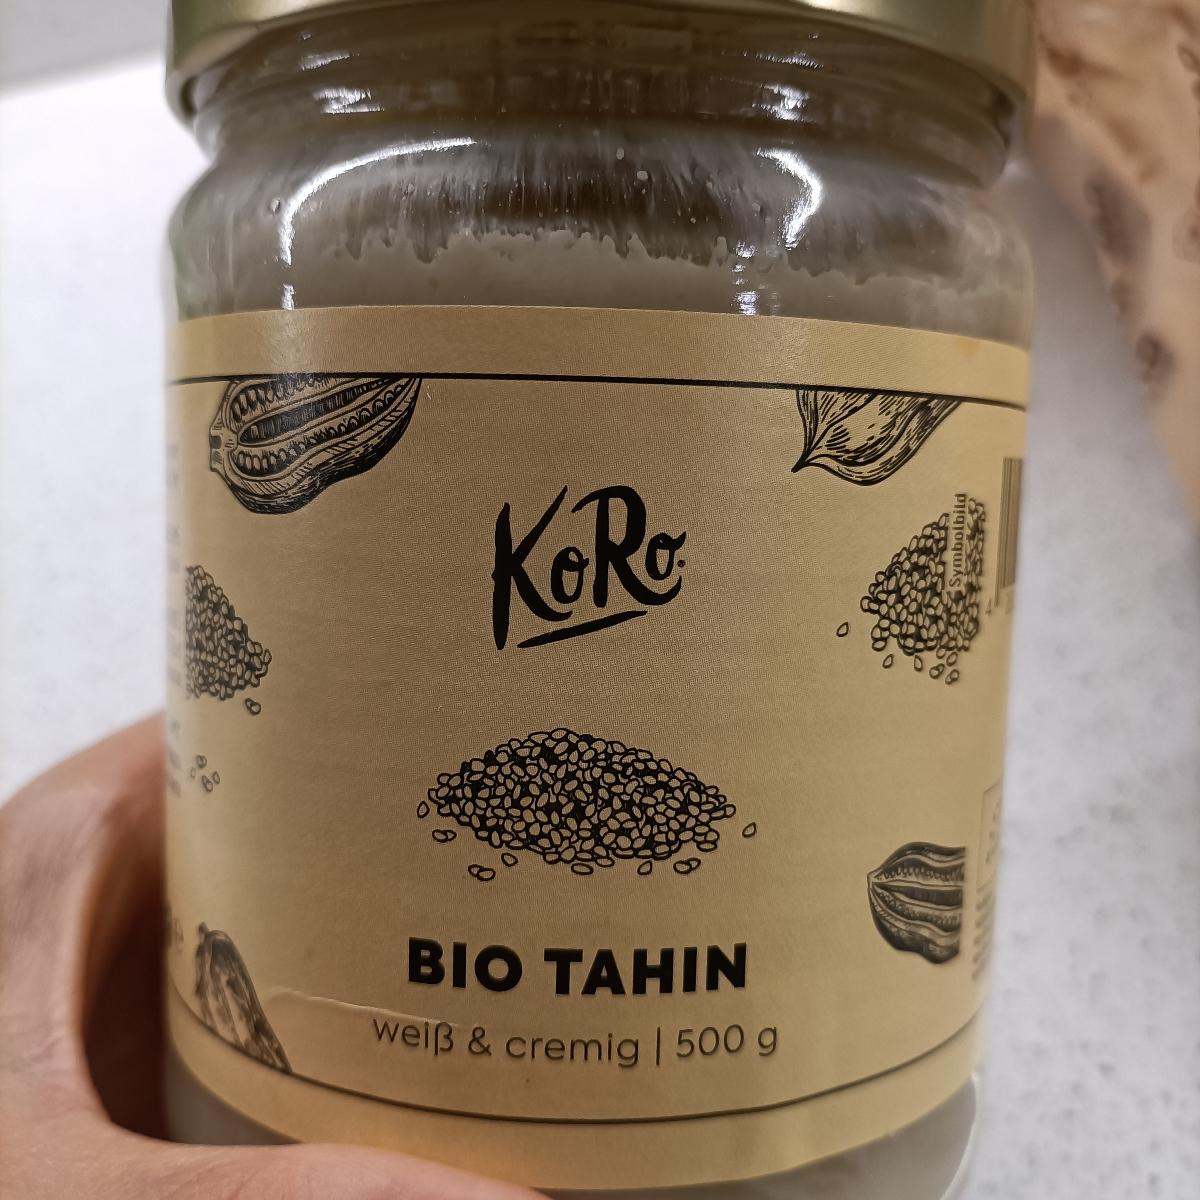 KoRo
Symbolbild
BIO TAHIN
weiß & cremig | 500 g